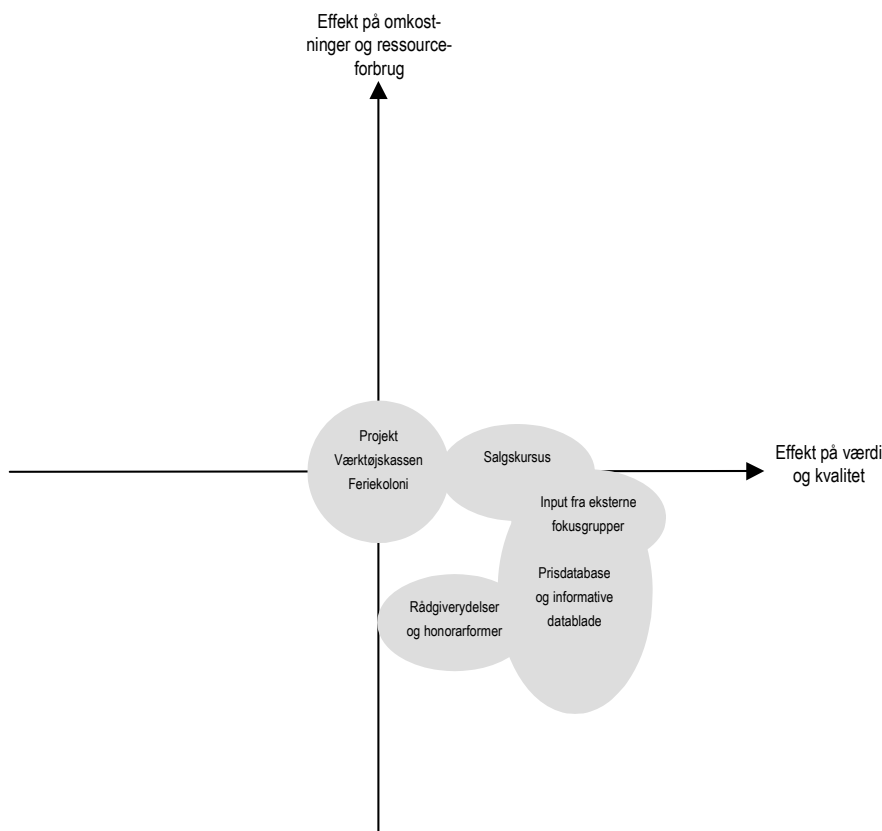 Effekt på omkost-
ninger og ressource-
forbrug
Projekt
Værktøjskassen
Feriekoloni
Salgskursus
Effekt på værdi
og kvalitet
Input fra eksterne
fokusgrupper
Prisdatabase
og informative
datablade
Rådgiverydelser
og honorarformer